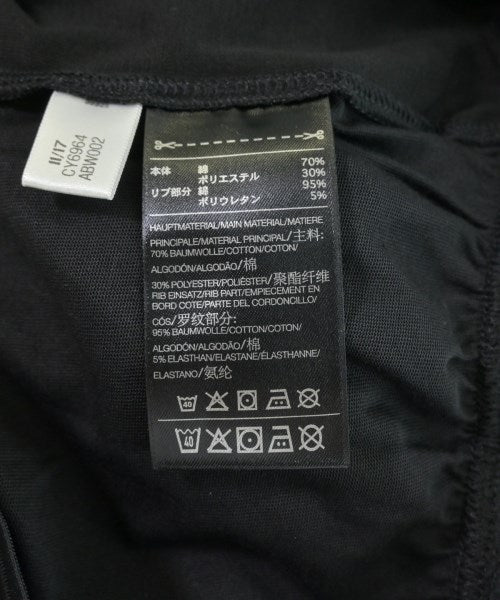 11/17
CY6964
ABW002
本体 綿 70%
ポリエステル 30%
リブ部分 綿 95%
ポリウレタン 5%
HAUPTMATERIAL/MAIN MATERIAL/MATIERE
PRINCIPALE/MATERIAL PRINCIPAL/主料:
70% BAUMWOLLE/COTTON/COTON/
ALGODÓN/ALGODÃO/棉
30% POLYESTER/POLIÉSTER/聚酯纤维
RIB EINSATZ/RIB PART/EMPIECEMENT EN
BORD COTE/PARTE DEL CORDONCILLO/
CÓS/罗纹部分:
95% BAUMWOLLE/COTTON/COTON/
ALGODÓN/ALGODÃO/棉
5% ELASTHAN/ELASTANE/ÉLASTHANNE/
ELASTANO/氨纶
40
40